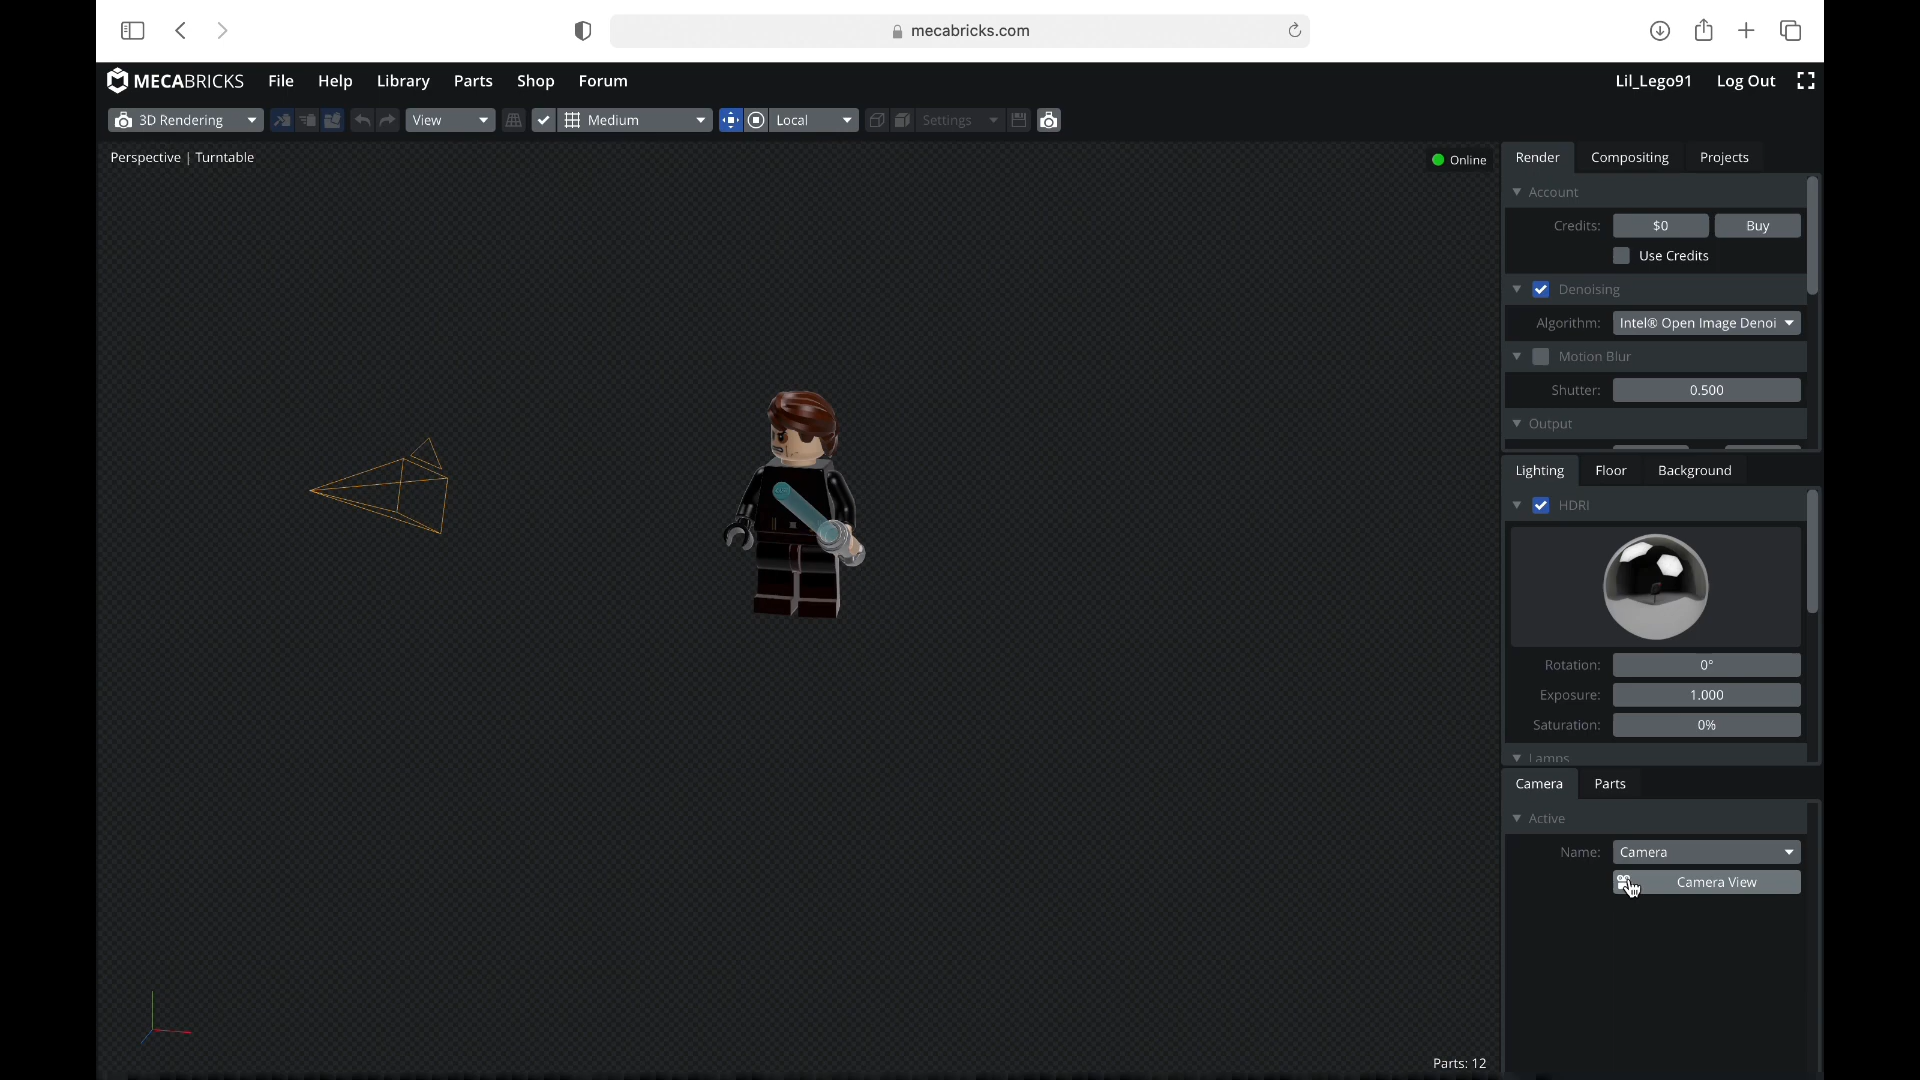 mecabricks.com
MECABRICKS File Help Library Parts Shop Forum Lil_Lego91 Log Out
3D Rendering View Medium Local Settings
Perspective | Turntable
Online
Render Compositing Projects
Account
Credits: $0 Buy
Use Credits
Denoising
Algorithm: Intel® Open Image Denoi
Motion Blur
Shutter: 0.500
Output
Lighting Floor Background
HDRI
Rotation: 0°
Exposure: 1.000
Saturation: 0%
Lamps
Camera Parts
Active
Name: Camera
Camera View
Parts: 12